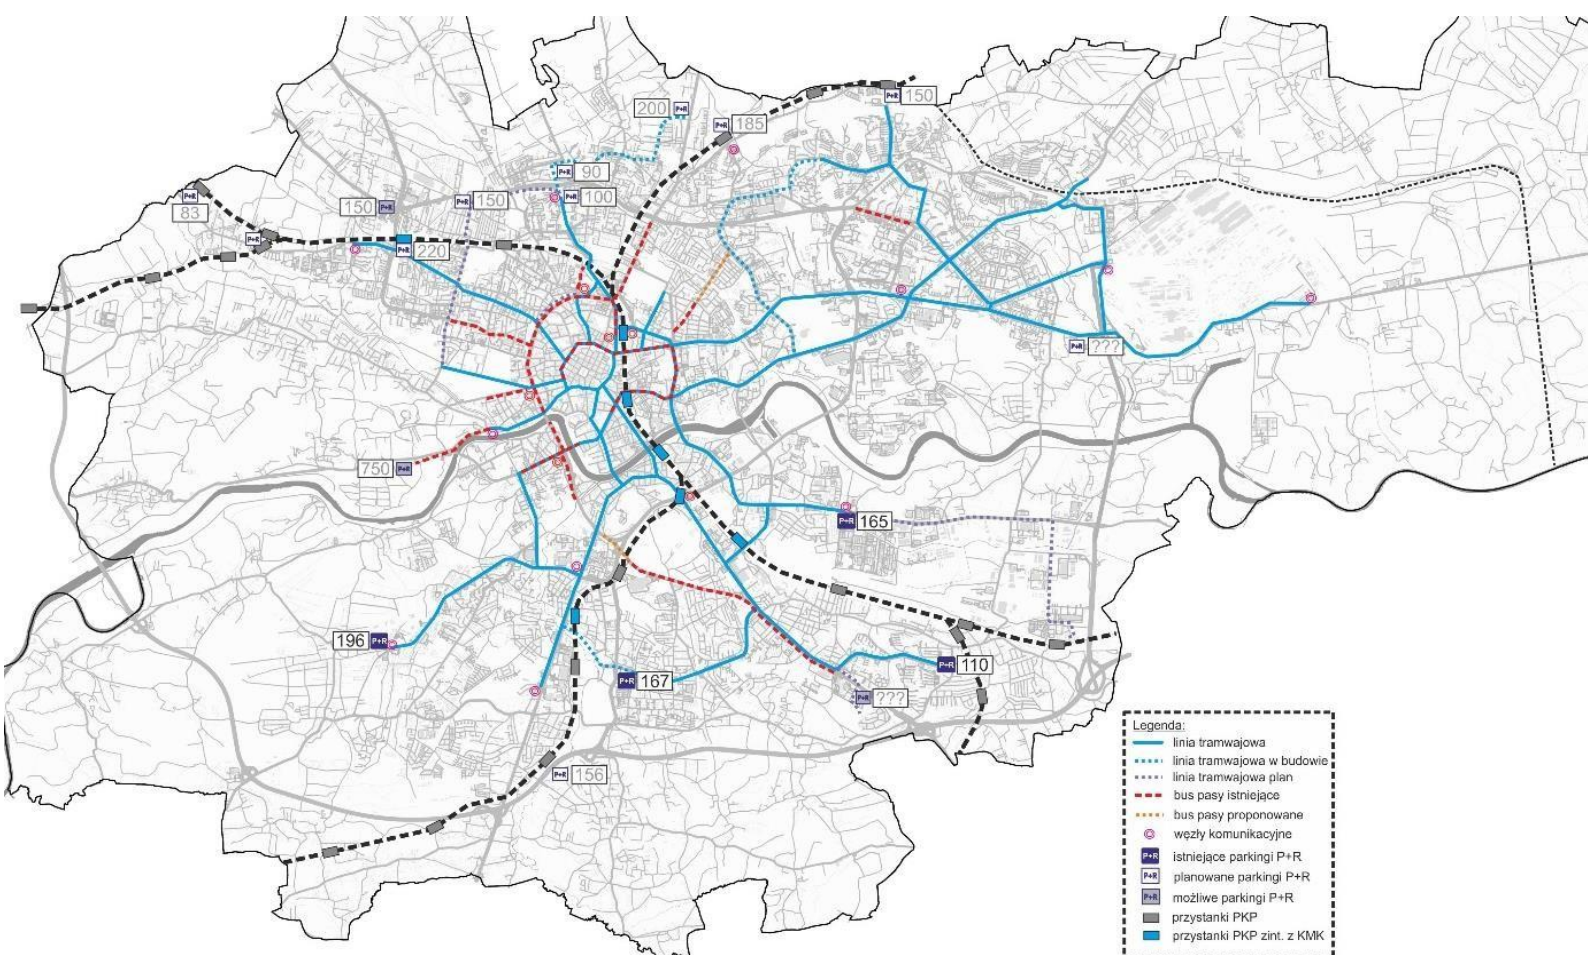 P+R 150
200 P+R
P+R 185
P+R 90
P+R
83
150 P+R
P+R 150
P+R 100
P+R
P+R 220
P+R ???
750 P+R
P+R 165
196 P+R
P+R 167
P+R 110
P+R ???
P+R 156
Legenda:
linia tramwajowa
linia tramwajowa w budowie
linia tramwajowa plan
bus pasy istniejące
bus pasy proponowane
węzły komunikacyjne
P+R istniejące parkingi P+R
P+R planowane parkingi P+R
P+R możliwe parkingi P+R
przystanki PKP
przystanki PKP zint. z KMK